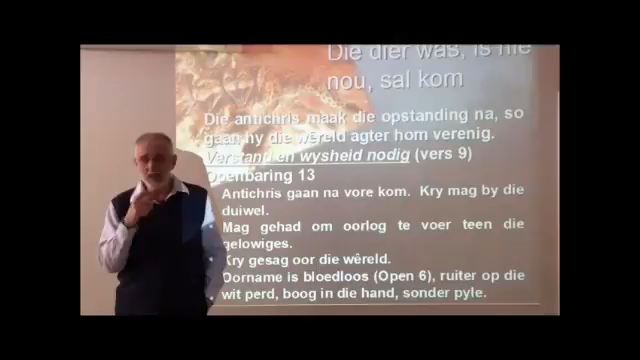 Die dier was, is nie
nou, sal kom
Die antichris maak die opstanding na, so
gaan hy die wêreld agter hom verenig.
Verstand en wysheid nodig (vers 9)
Openbaring 13
Antichris gaan na vore kom. Kry mag by die
duiwel.
Mag gehad om oorlog te voer teen die
gelowiges.
Kry gesag oor die wêreld.
Oorname is bloedloos (Open 6), ruiter op die
wit perd, boog in die hand, sonder pyle.